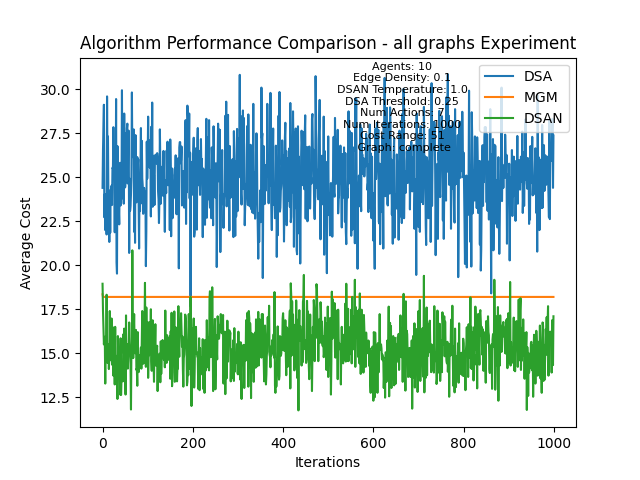 Algorithm Performance Comparison - all graphs Experiment
Agents: 10
Edge Density: 0.1
DSAN Temperature: 1.0
DSA Threshold: 0.25
Num Actions: 7
Num Iterations: 1000
Cost Range: 51
Graph: complete
DSA
MGM
DSAN
30.0
27.5
25.0
22.5
20.0
17.5
15.0
12.5
Average Cost
0 200 400 600 800 1000
Iterations